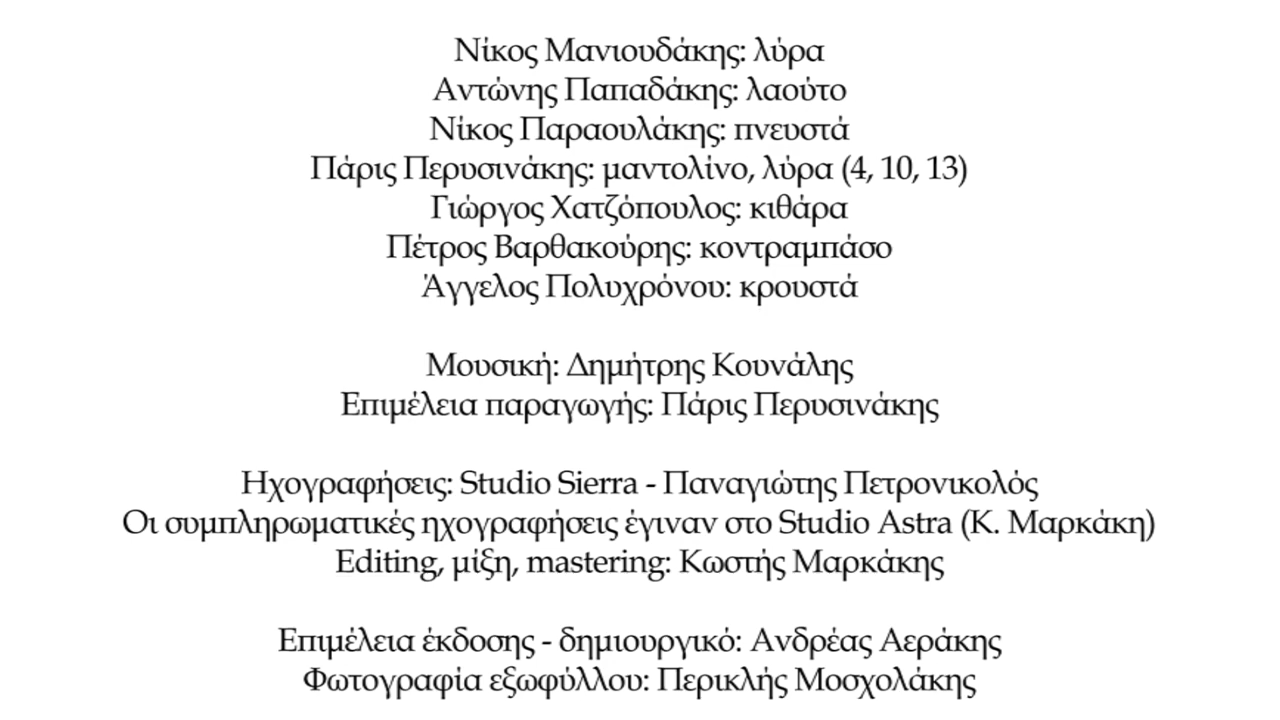 Νίκος Μανιουδάκης: λύρα
Αντώνης Παπαδάκης: λαούτο
Νίκος Παραουλάκης: πνευστά
Πάρις Περυσινάκης: μαντολίνο, λύρα (4, 10, 13)
Γιώργος Χατζόπουλος: κιθάρα
Πέτρος Βαρθακούρης: κοντραμπάσο
Άγγελος Πολυχρόνου: κρουστά
Μουσική: Δημήτρης Κουνάλης
Επιμέλεια παραγωγής: Πάρις Περυσινάκης
Ηχογραφήσεις: Studio Sierra - Παναγιώτης Πετρονικολός
Οι συμπληρωματικές ηχογραφήσεις έγιναν στο Studio Astra (Κ. Μαρκάκη)
Editing, μίξη, mastering: Κωστής Μαρκάκης
Επιμέλεια έκδοσης - δημιουργικό: Ανδρέας Αεράκης
Φωτογραφία εξωφύλλου: Περικλής Μοσχολάκης